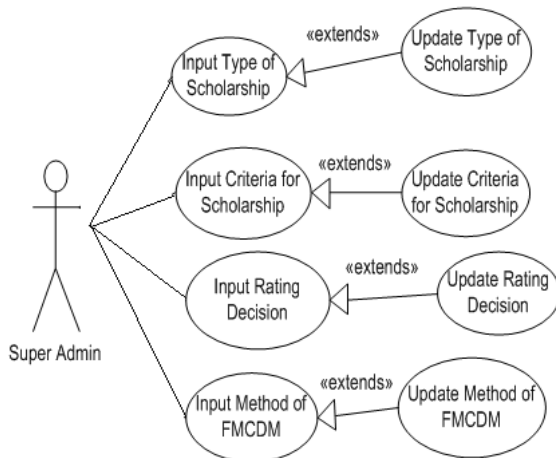 «extends»
Update Type of
Scholarship
Input Type of
Scholarship
«extends»
Input Criteria for
Scholarship
Update Criteria
for Scholarship
«extends»
Input Rating
Decision
Update Rating
Decision
Super Admin
«extends»
Input Method of
FMCDM
Update Method of
FMCDM